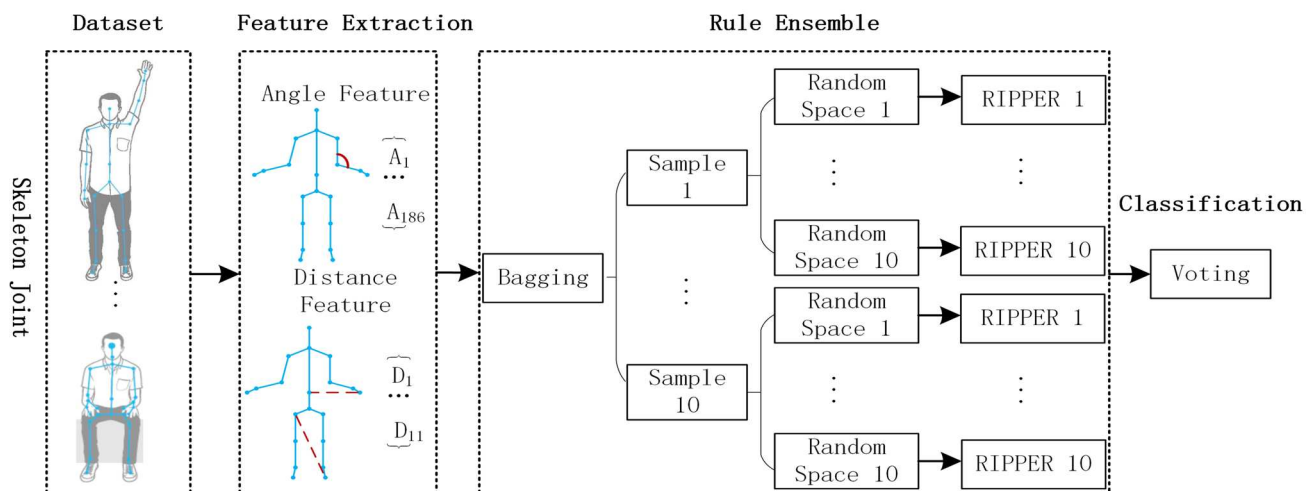 Dataset
Feature Extraction
Rule Ensemble
Skeleton Joint
Angle Feature
A₁
A₁₈₆
Distance
Feature
D₁
D₁₁
Bagging
Sample
1
Sample
10
Random
Space 1
RIPPER 1
Random
Space 10
RIPPER 10
Random
Space 1
RIPPER 1
Random
Space 10
RIPPER 10
Classification
Voting